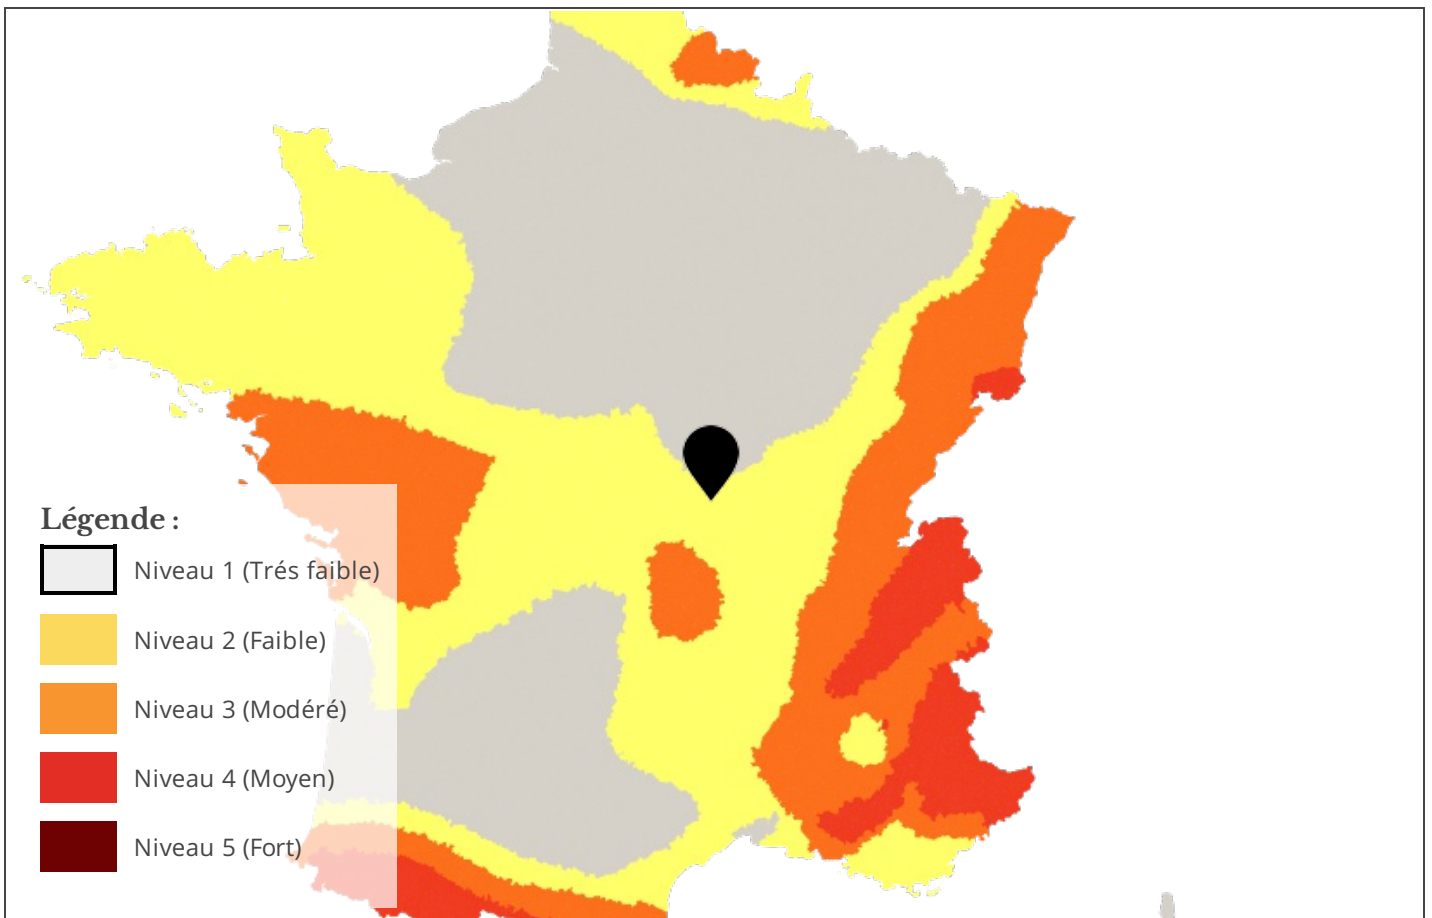 Légende :
Niveau 1 (Trés faible)
Niveau 2 (Faible)
Niveau 3 (Modéré)
Niveau 4 (Moyen)
Niveau 5 (Fort)